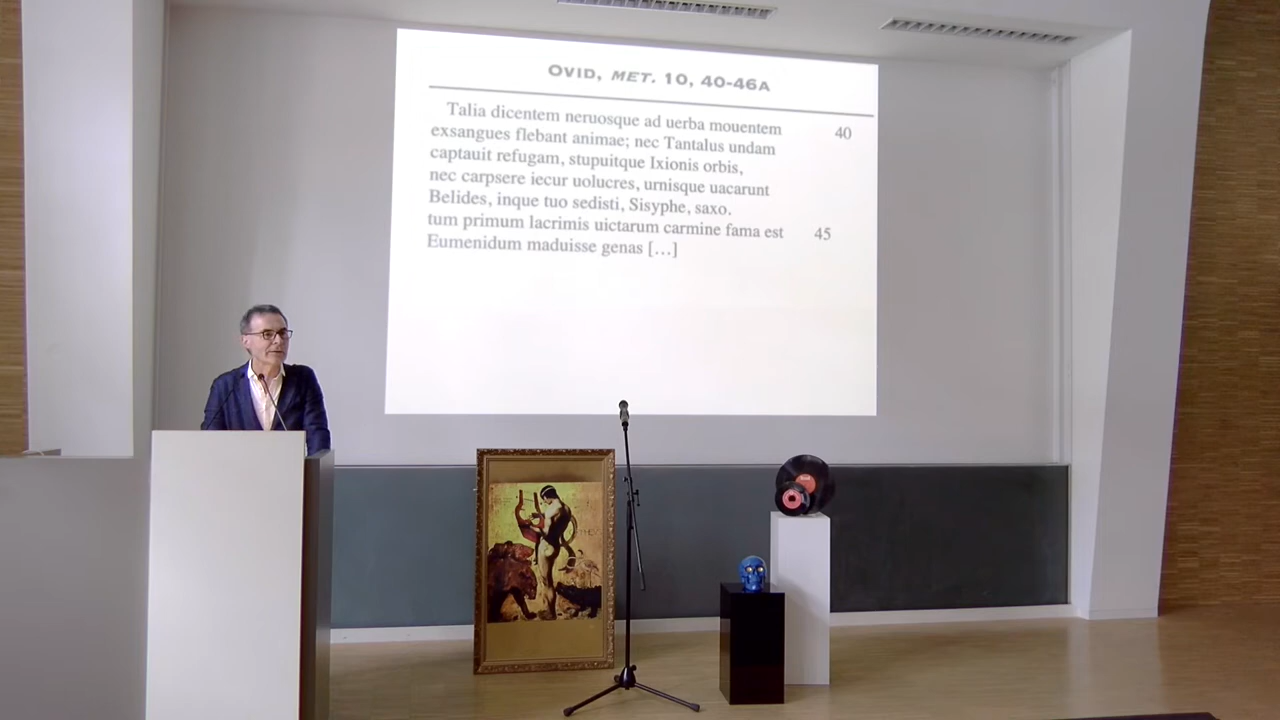 OVID, MET. 10, 40-46A
Talia dicentem neruosque ad uerba mouentem 40
exsangues flebant animae; nec Tantalus undam
captauit refugam, stupuitque Ixionis orbis,
nec carpsere iecur uolucres, urnisque uacarunt
Belides, inque tuo sedisti, Sisyphe, saxo.
tum primum lacrimis uictarum carmine fama est 45
Eumenidum maduisse genas […]